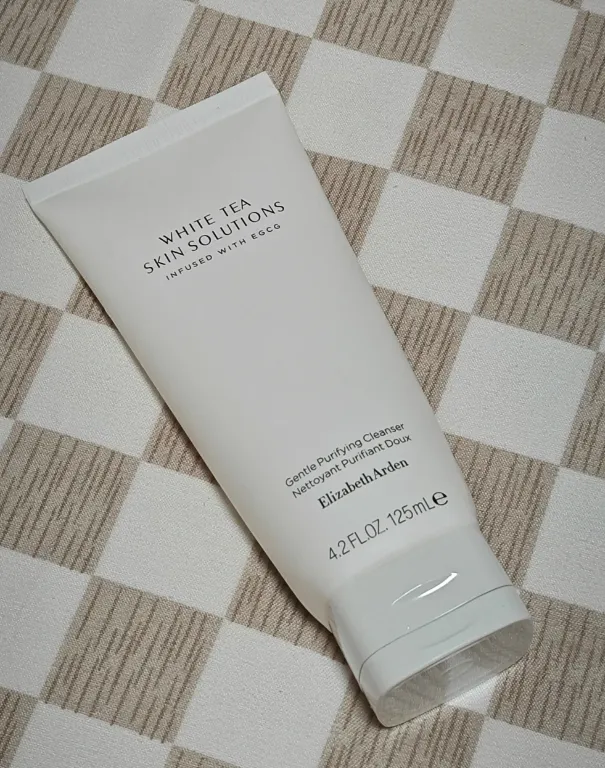 WHITE TEA
SKIN SOLUTIONS
INFUSED WITH EGCG
Gentle Purifying Cleanser
Nettoyant Purifiant Doux
ElizabethArden
4.2 FL.OZ. 125mL e